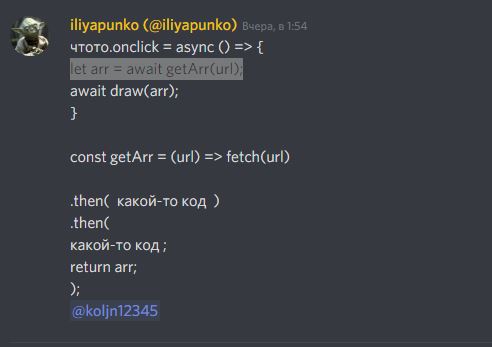 iliyapunko (@iliyapunko) Вчера, в 1:54
чтото.onclick = async () => {
let arr = await getArr(url);
await draw(arr);
}
const getArr = (url) => fetch(url)
.then( какой-то код )
.then(
какой-то код ;
return arr;
);
@koljn12345